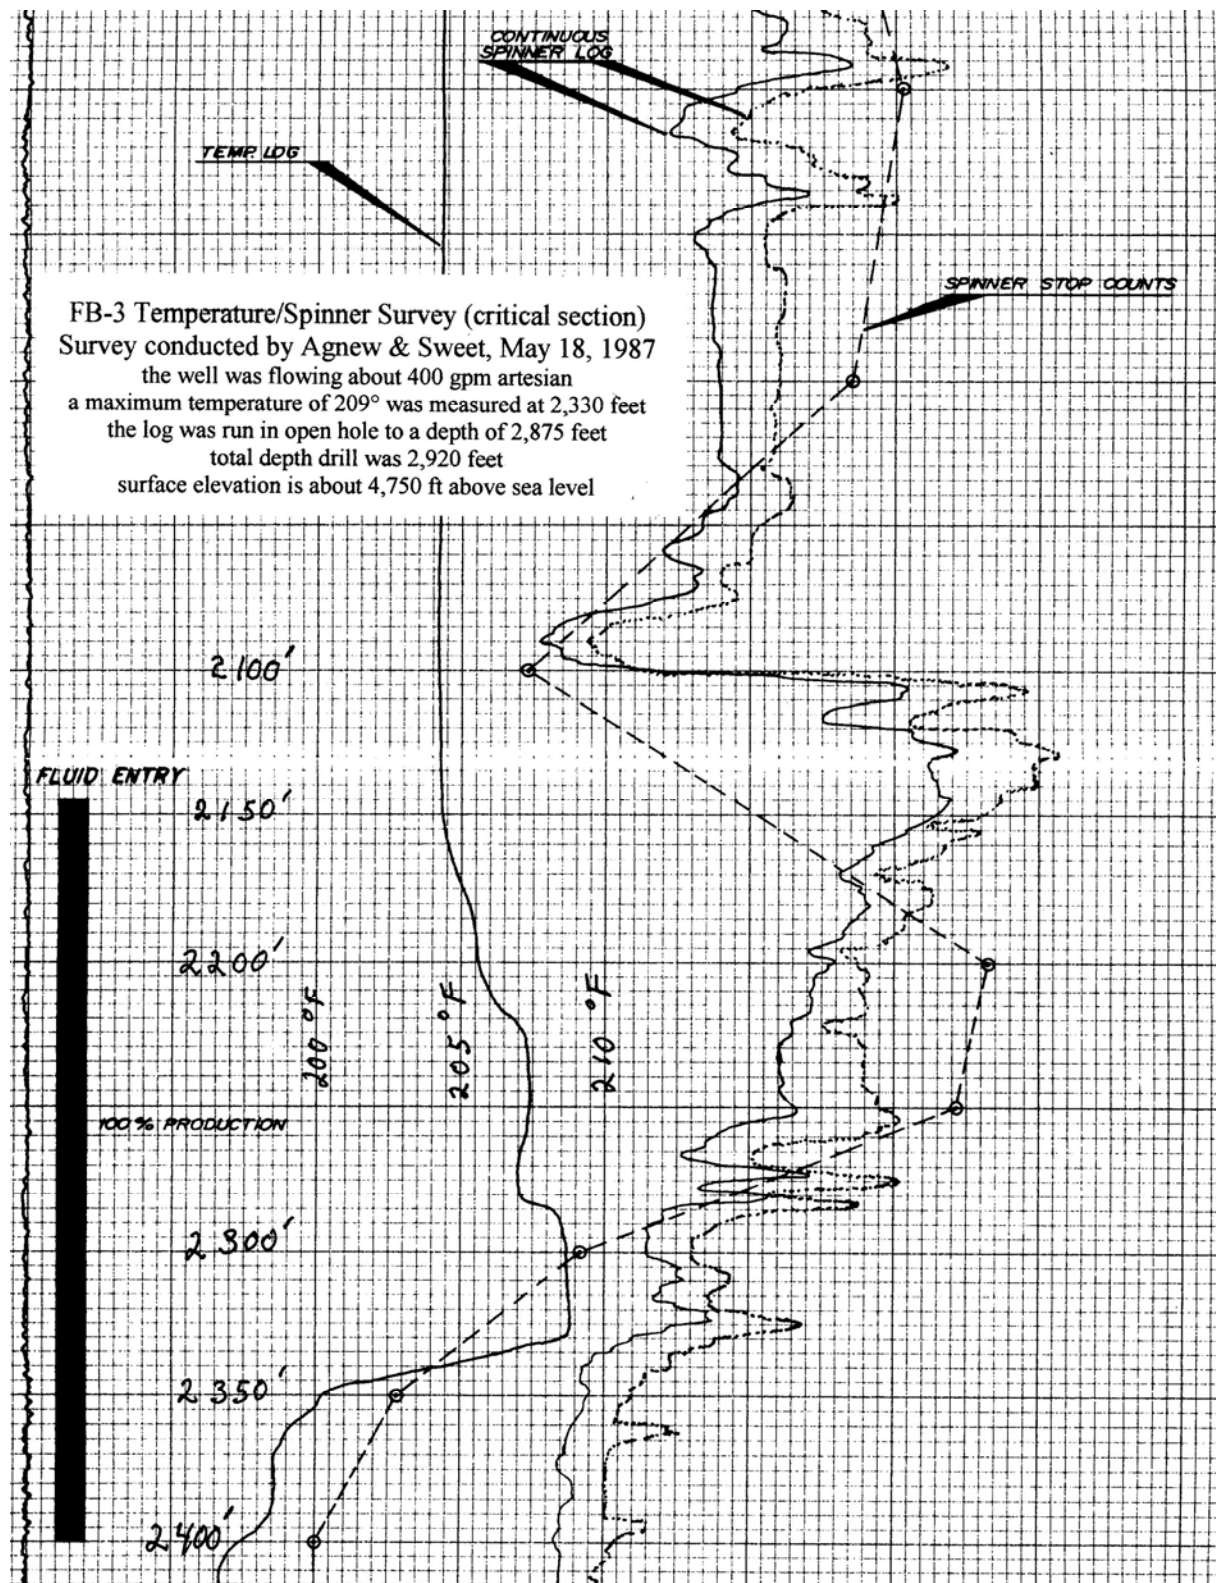 CONTINUOUS
SPINNER LOG
TEMP. LOG
SPINNER STOP COUNTS
FB-3 Temperature/Spinner Survey (critical section)
Survey conducted by Agnew & Sweet, May 18, 1987
the well was flowing about 400 gpm artesian
a maximum temperature of 209° was measured at 2,330 feet
the log was run in open hole to a depth of 2,875 feet
total depth drill was 2,920 feet
surface elevation is about 4,750 ft above sea level
2100'
FLUID ENTRY
2150'
2200'
200 °F
205 °F
210 °F
100 % PRODUCTION
2300'
2350'
2400'